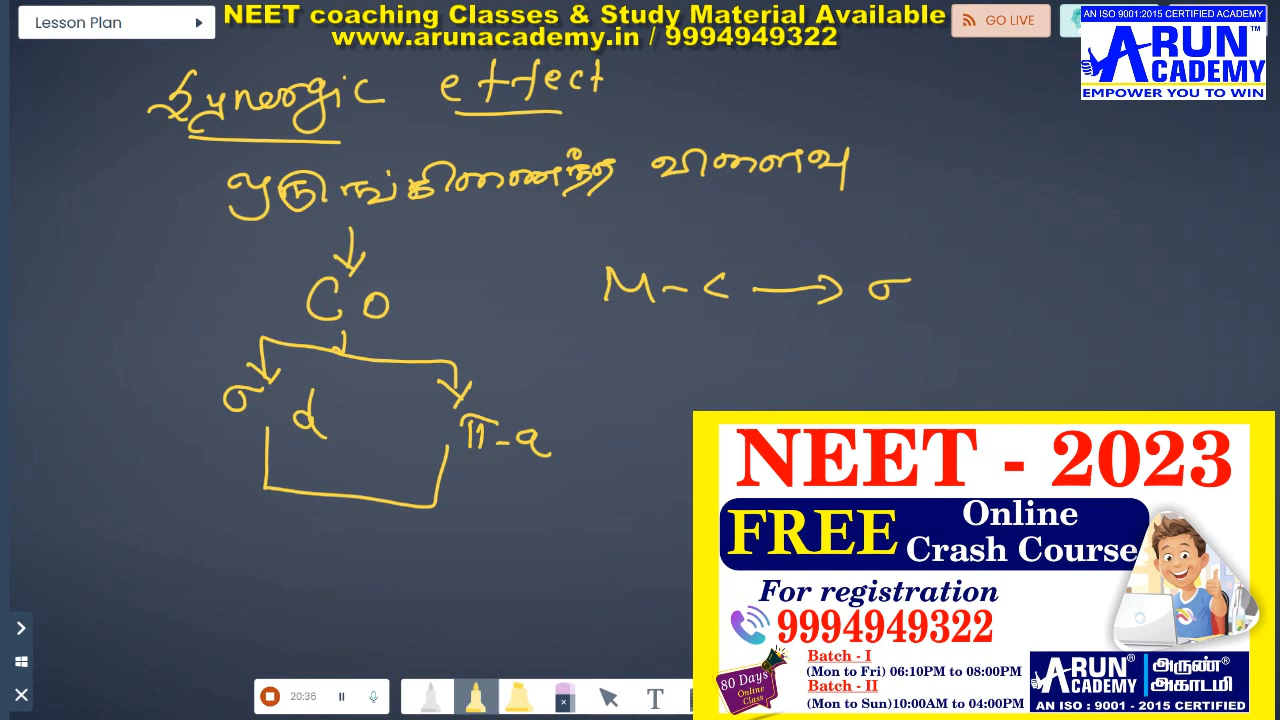 Lesson Plan
NEET coaching Classes & Study Material Available
www.arunacademy.in / 9994949322
GO LIVE
AN ISO 9001:2015 CERTIFIED ACADEMY
ARUN ACADEMY™
EMPOWER YOU TO WIN
Synergic effect
ஒருங்கிணைந்த விளைவு
CO
M - C → σ
σ d
π - a
NEET - 2023
FREE Online
Crash Course
For registration
9994949322
Batch - I
(Mon to Fri) 06:10PM to 08:00PM
Batch - II
(Mon to Sun)10:00AM to 04:00PM
80 Days
Online
Class
ARUN ACADEMY®
அருண்®
அகாடமி
AN ISO : 9001 - 2015 CERTIFIED
20:36
T